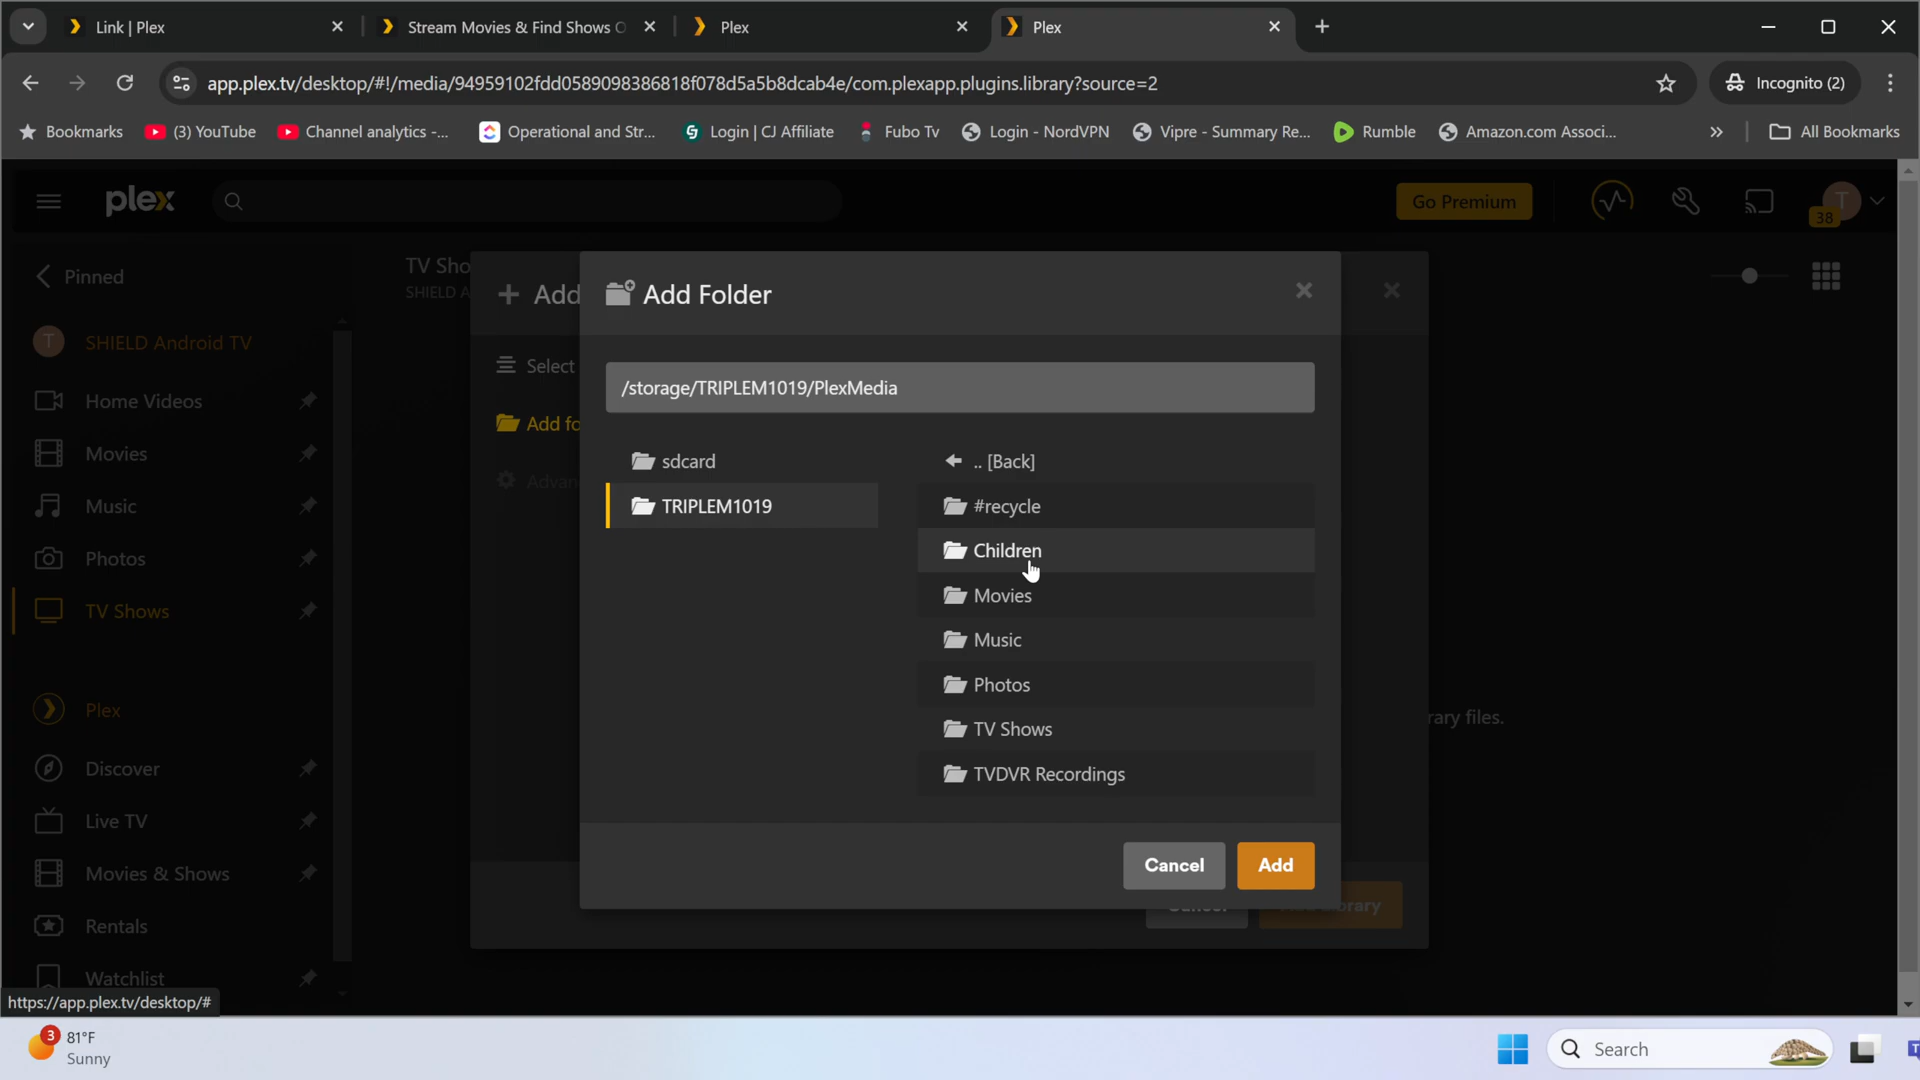 Link | Plex
Stream Movies & Find Shows O
Plex
Plex
app.plex.tv/desktop/#!/media/94959102fdd0589098386818f078d5a5b8dcab4e/com.plexapp.plugins.library?source=2
Incognito (2)
Bookmarks
(3) YouTube
Channel analytics -...
Operational and Str...
Login | CJ Affiliate
Fubo Tv
Login - NordVPN
Vipre - Summary Re...
Rumble
Amazon.com Associ...
»
All Bookmarks
plex
Go Premium
T
38
Pinned
TV Sho
SHIELD A
T
SHIELD Android TV
Home Videos
Movies
Music
Photos
TV Shows
Plex
Discover
Live TV
Movies & Shows
Rentals
Watchlist
Add
Select
Add fo
Advan
Add Folder
/storage/TRIPLEM1019/PlexMedia
sdcard
TRIPLEM1019
.. [Back]
#recycle
Children
Movies
Music
Photos
TV Shows
TVDVR Recordings
rary files.
Cancel
Add
Cancel
Add Library
https://app.plex.tv/desktop/#
3
81°F
Sunny
Search